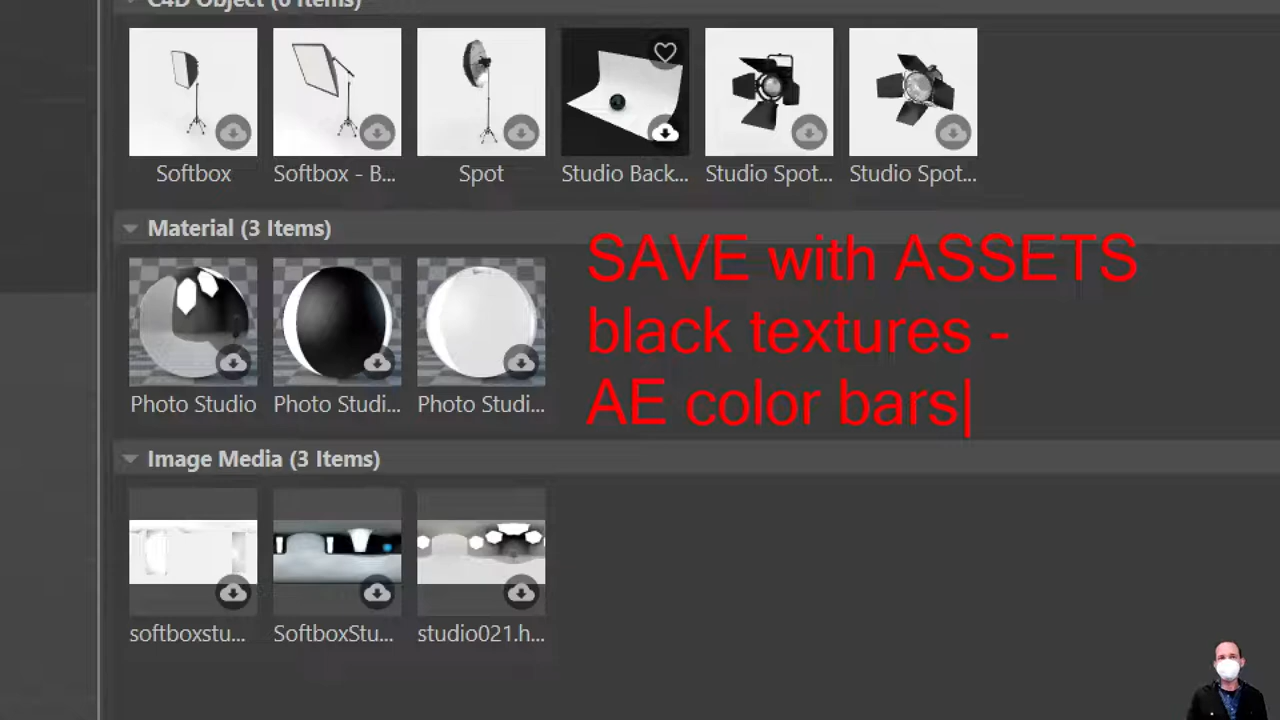 C4D Object (6 Items)
Softbox
Softbox - B...
Spot
Studio Back...
Studio Spot...
Studio Spot...
Material (3 Items)
SAVE with ASSETS
black textures -
AE color bars
Photo Studio
Photo Studi...
Photo Studi...
Image Media (3 Items)
softboxstu...
SoftboxStu...
studio021.h...